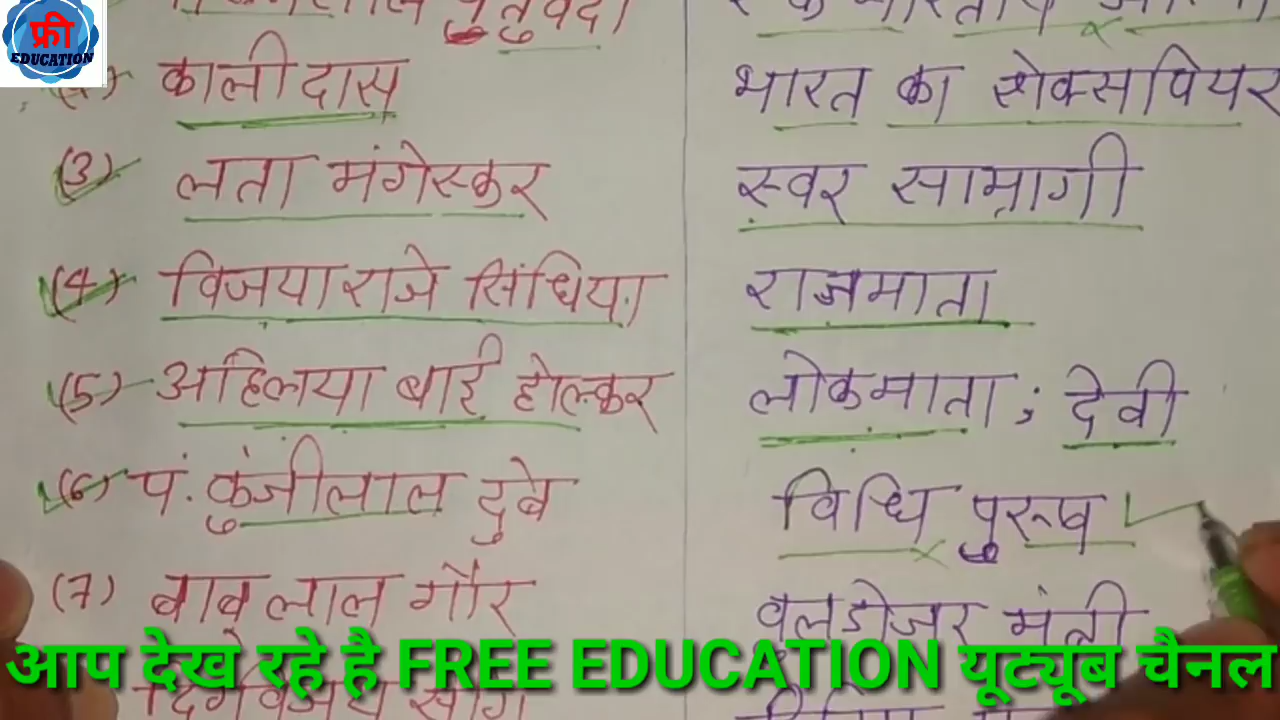 फ्री
EDUCATION
कालीदास भारत का शेक्सपियर
(3) लता मंगेस्कर स्वर साम्रागी
(4) विजयाराजे सिंधिया राजमाता
(5) अहिल्या बाई होल्कर लोकमाता ; देवी
(6) पं. कुंजीलाल दुबे विधि पुरूष
(7) बाबुलाल गौर वुलडोजर मंत्री
आप देख रहे है FREE EDUCATION यूट्यूब चैनल